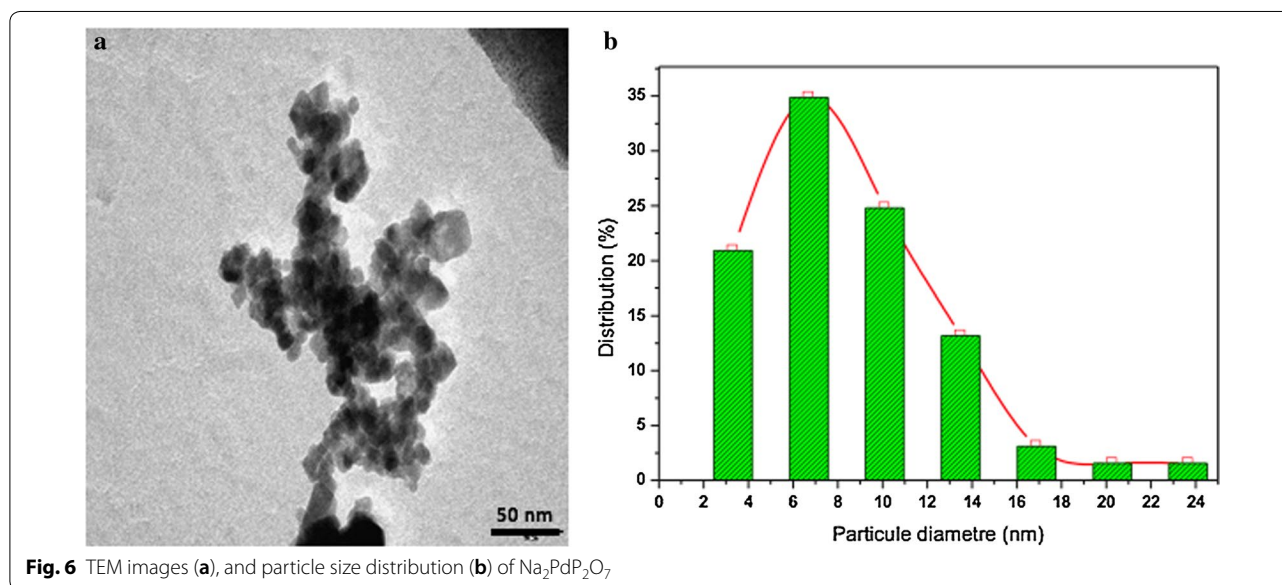 a
50 nm
b
Distribution (%)
35
30
25
20
15
10
5
0
0 2 4 6 8 10 12 14 16 18 20 22 24
Particule diametre (nm)
Fig. 6 TEM images (a), and particle size distribution (b) of Na₂PdP₂O₇